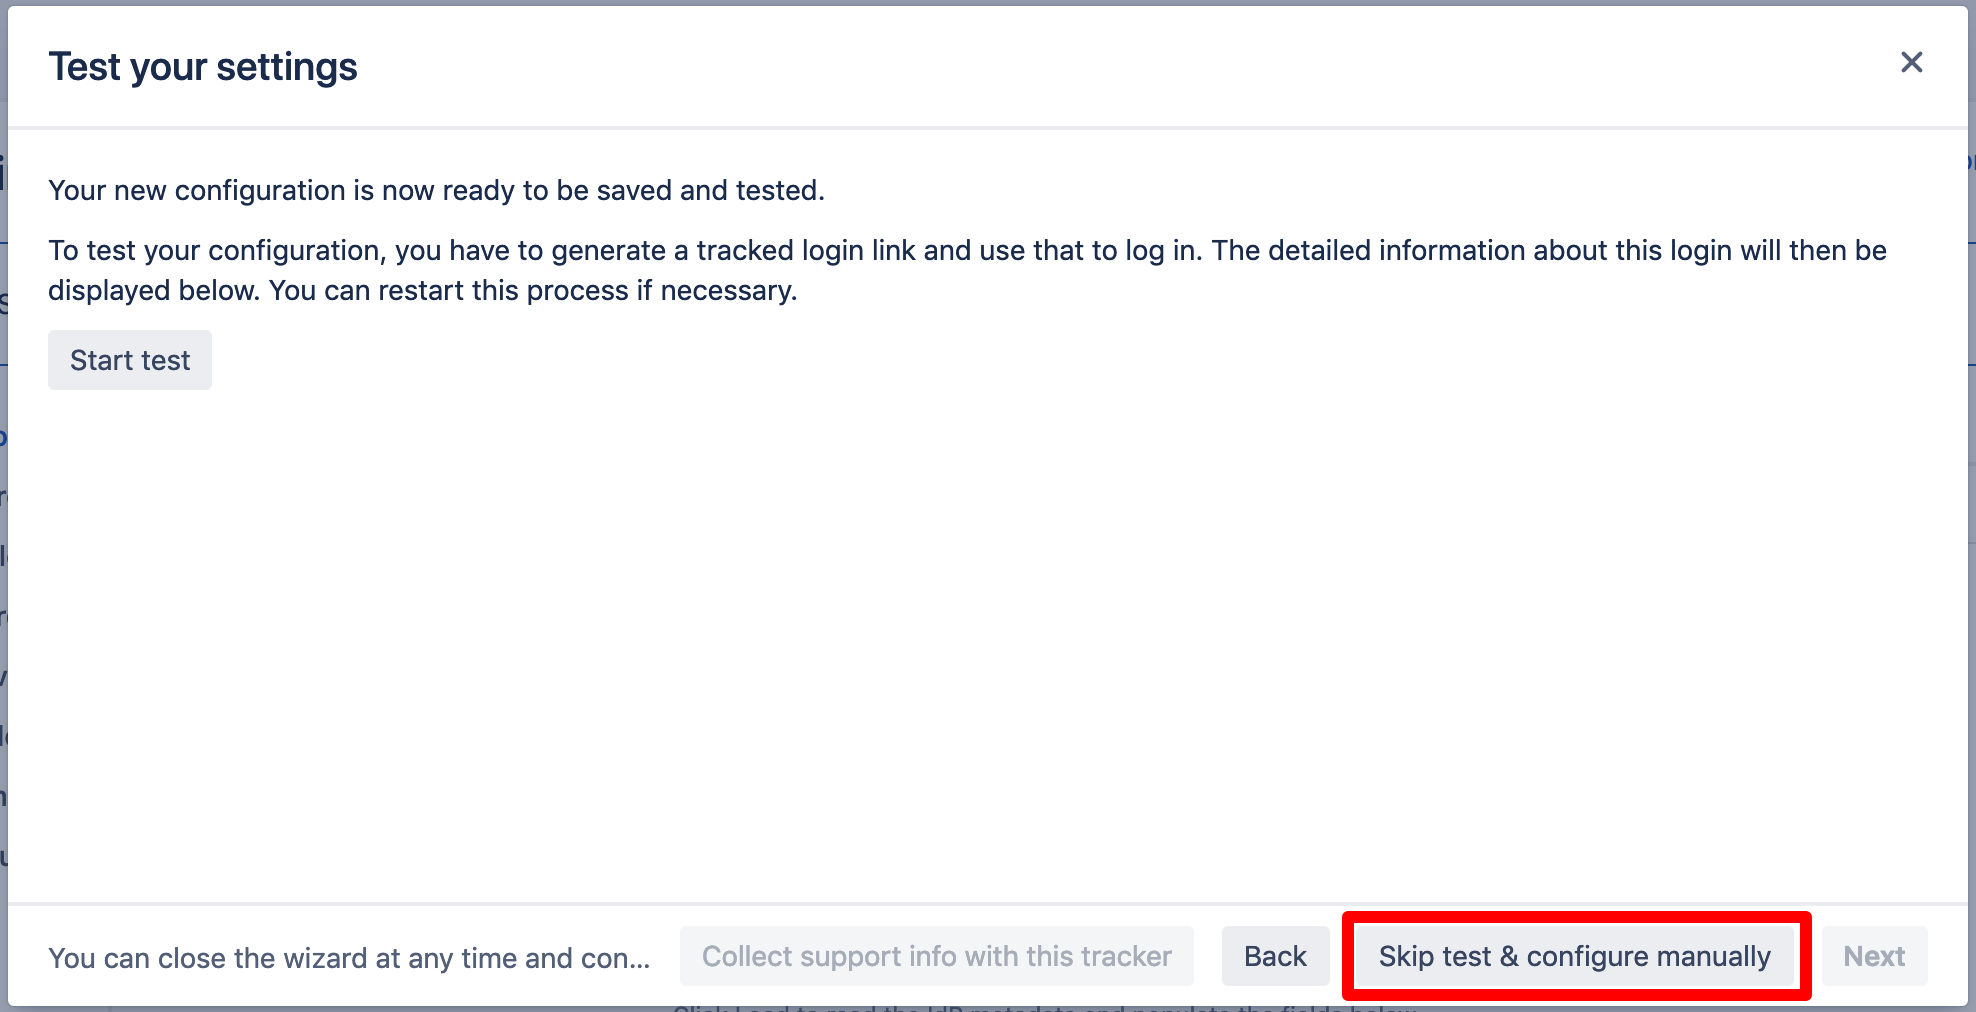 Test your settings
Your new configuration is now ready to be saved and tested.
To test your configuration, you have to generate a tracked login link and use that to log in. The detailed information about this login will then be
displayed below. You can restart this process if necessary.
Start test
You can close the wizard at any time and con...
Collect support info with this tracker
Back
Skip test & configure manually
Next